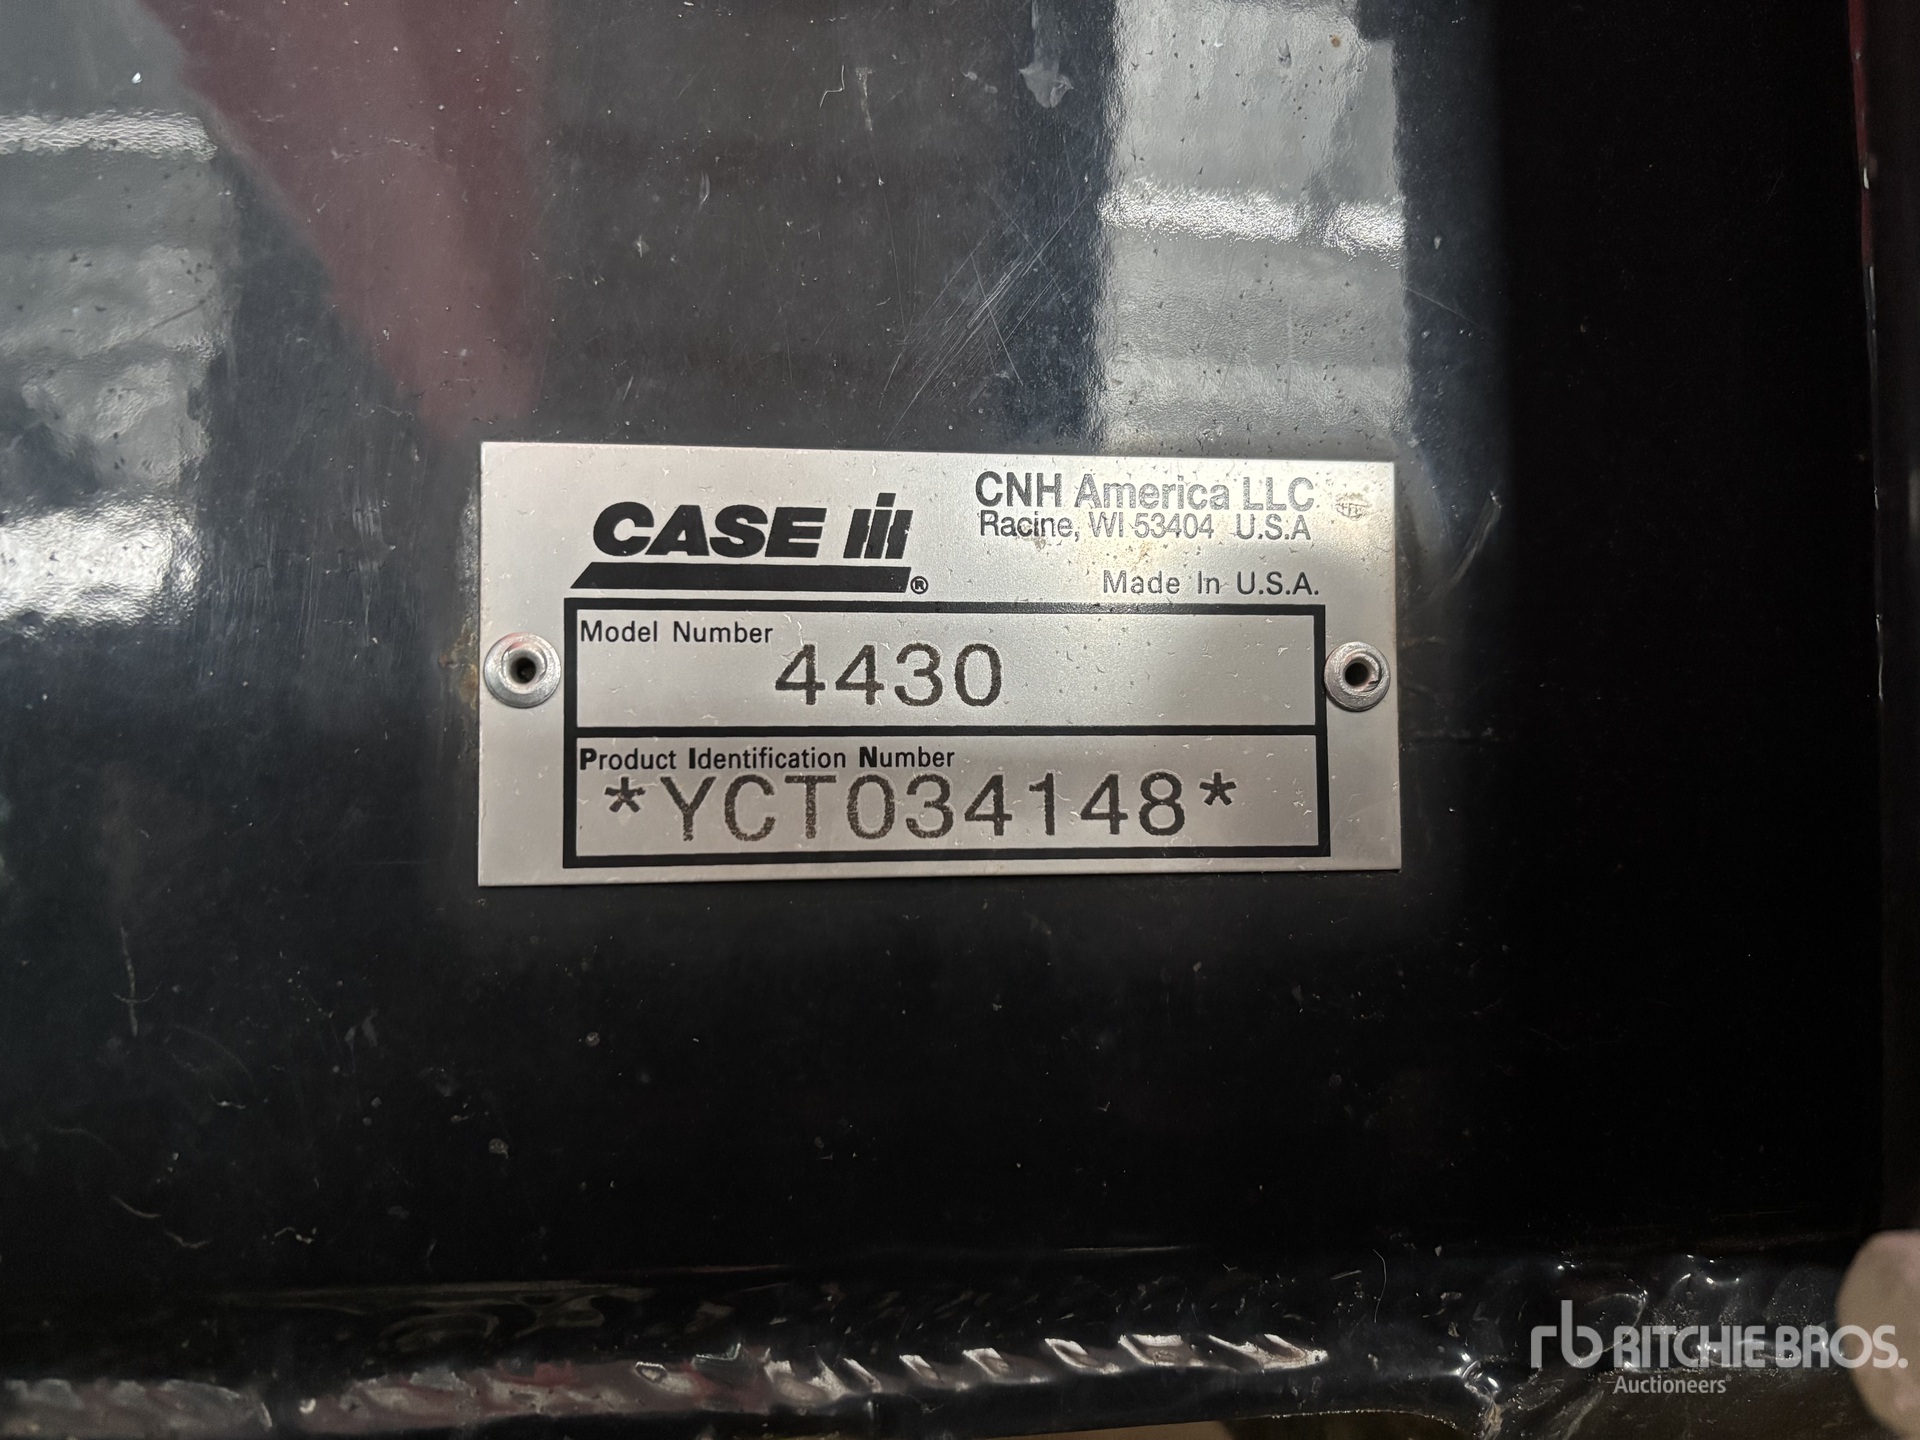 CASE IH®
CNH America LLC
Racine, WI 53404 U.S.A
Made In U.S.A.
Model Number
4430
Product Identification Number
*YCT034148*
rb RITCHIE BROS.
Auctioneers